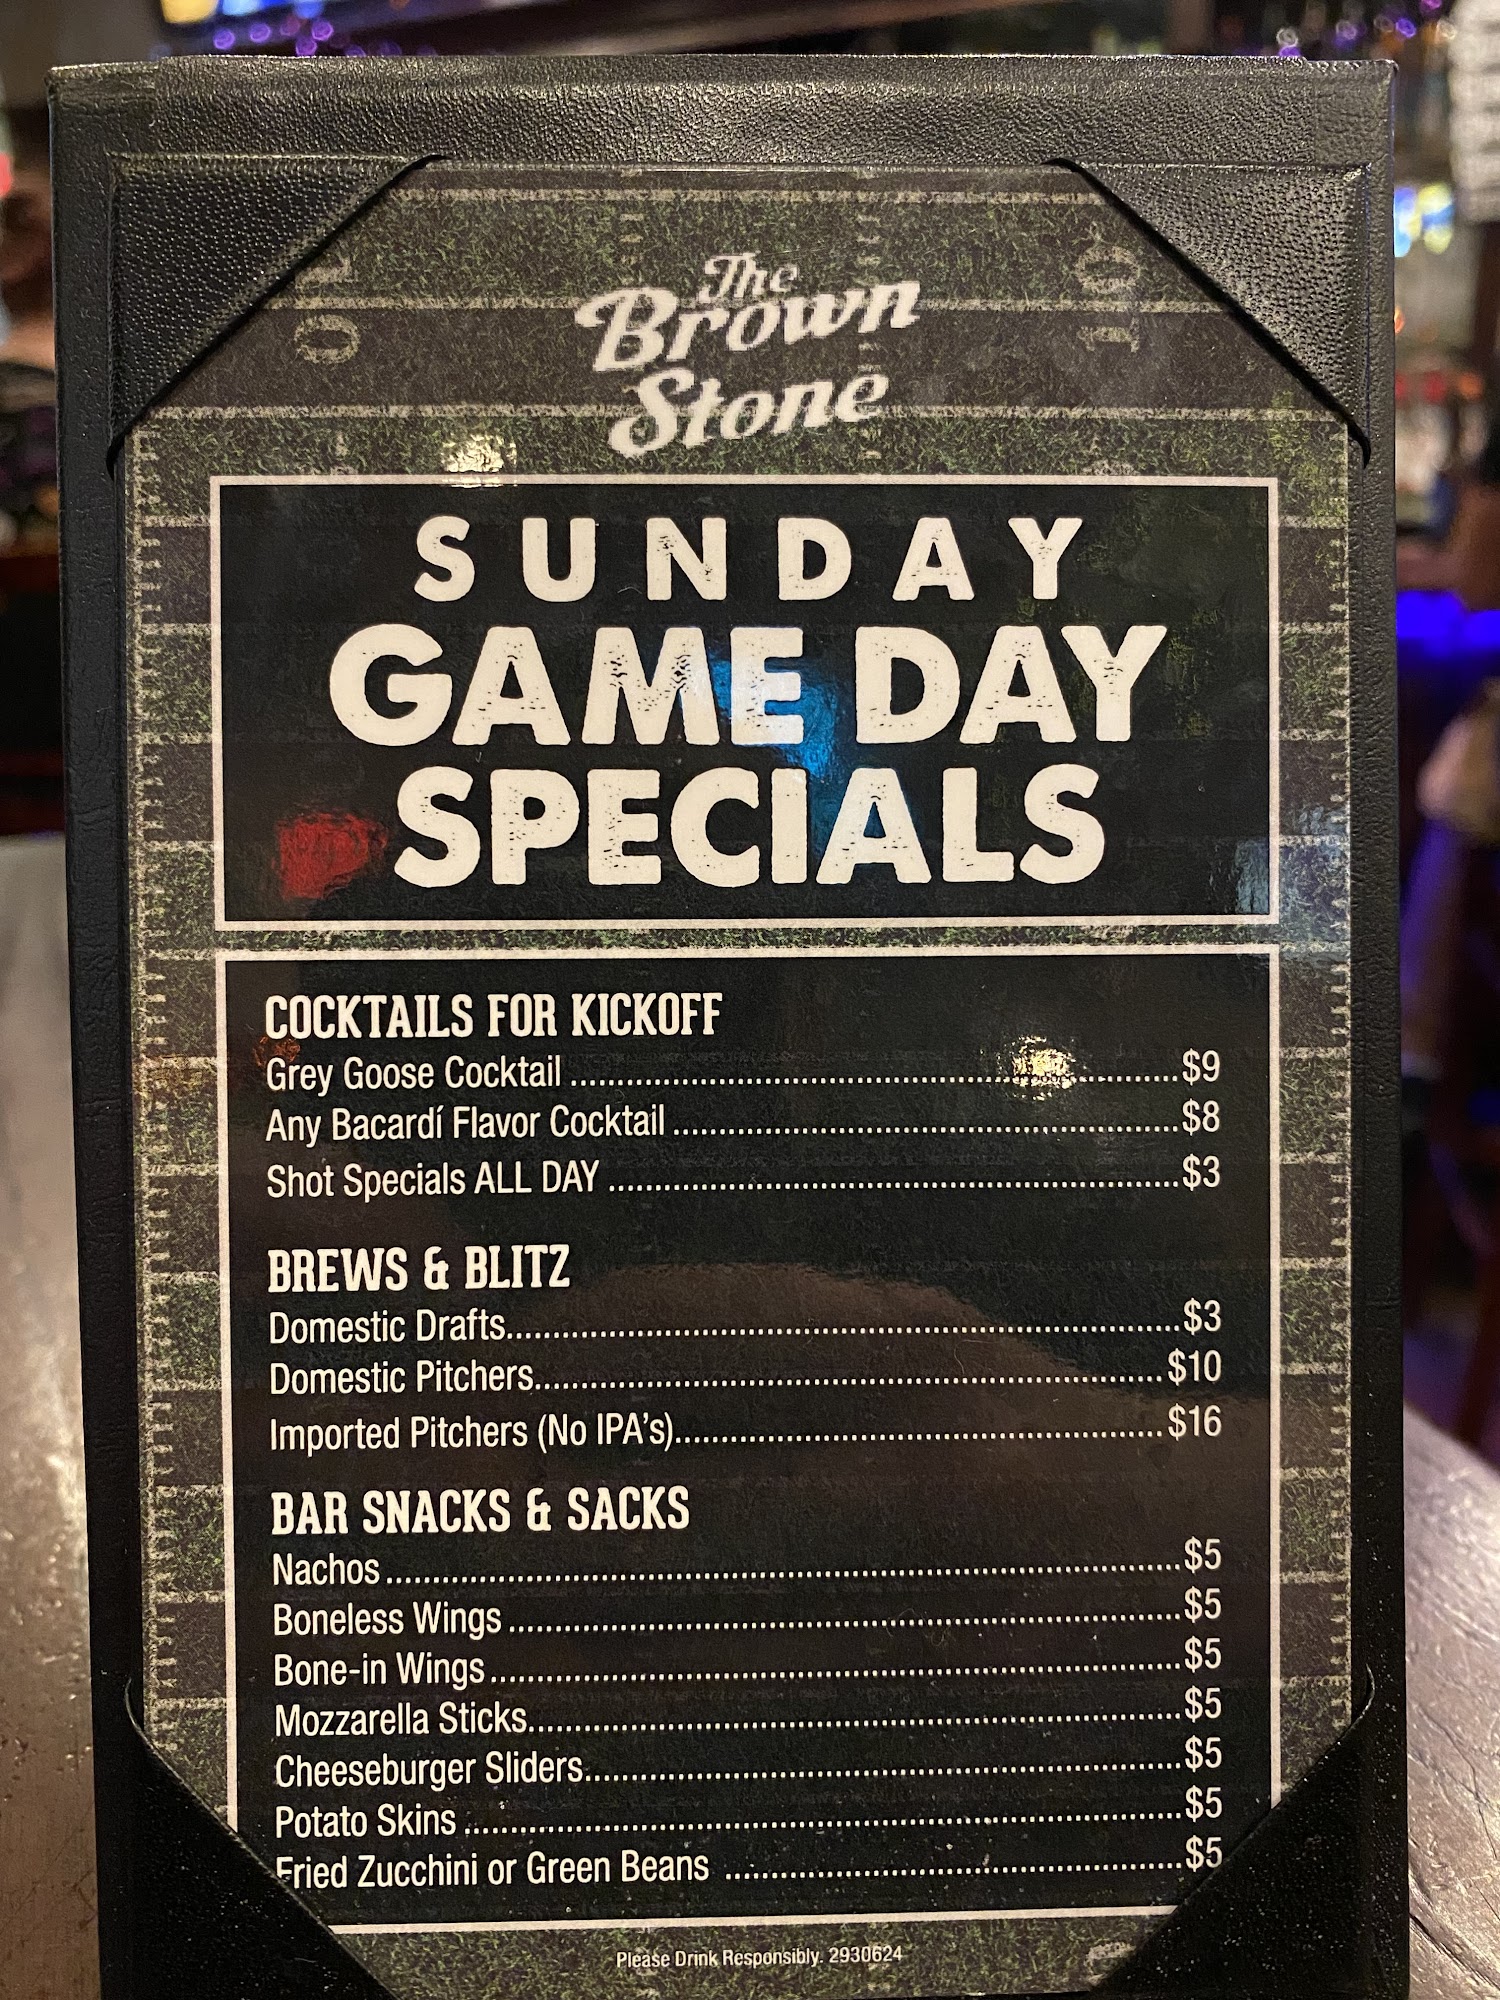 The
Brown
Stone
SUNDAY
GAME DAY
SPECIALS
COCKTAILS FOR KICKOFF
Grey Goose Cocktail ........ $9
Any Bacardí Flavor Cocktail ........ $8
Shot Specials ALL DAY ........ $3
BREWS & BLITZ
Domestic Drafts........ $3
Domestic Pitchers........ $10
Imported Pitchers (No IPA's)........ $16
BAR SNACKS & SACKS
Nachos ........ $5
Boneless Wings ........ $5
Bone-in Wings ........ $5
Mozzarella Sticks........ $5
Cheeseburger Sliders........ $5
Potato Skins ........ $5
Fried Zucchini or Green Beans ........ $5
Please Drink Responsibly. 2930624